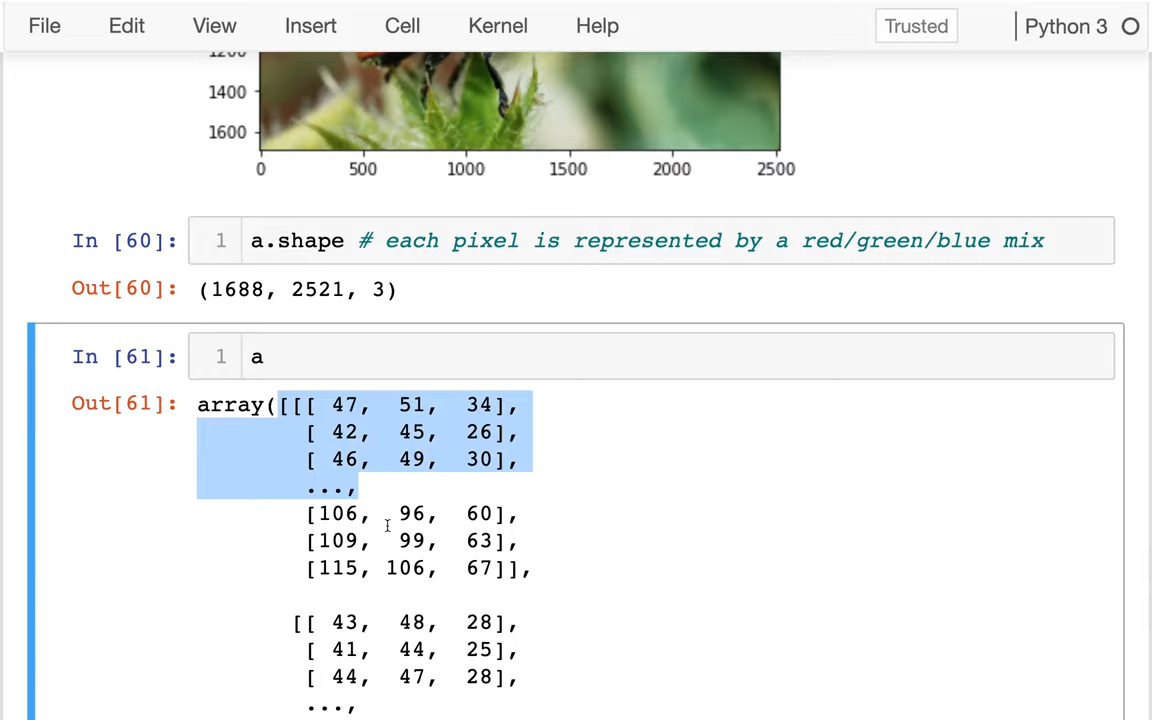 File Edit View Insert Cell Kernel Help Trusted Python 3
1200
1400
1600
0 500 1000 1500 2000 2500
In [60]: 1 a.shape # each pixel is represented by a red/green/blue mix
Out[60]: (1688, 2521, 3)
In [61]: 1 a
Out[61]: array([[[ 47, 51, 34],
[ 42, 45, 26],
[ 46, 49, 30],
...,
[106, 96, 60],
[109, 99, 63],
[115, 106, 67]],
[[ 43, 48, 28],
[ 41, 44, 25],
[ 44, 47, 28],
...,